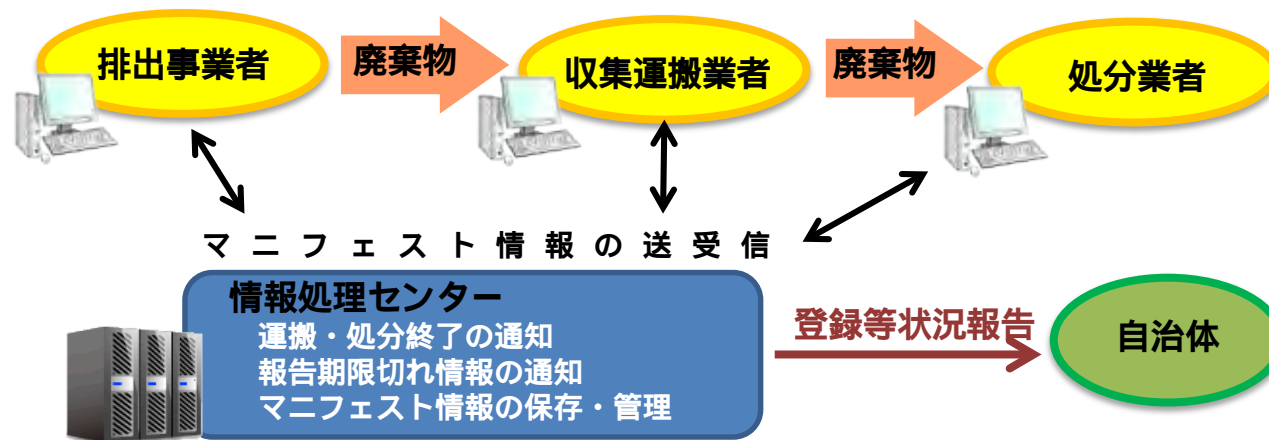 排出事業者
廃棄物
収集運搬業者
廃棄物
処分業者
マニフェスト情報の送受信
情報処理センター
運搬・処分終了の通知
報告期限切れ情報の通知
マニフェスト情報の保存・管理
登録等状況報告
自治体